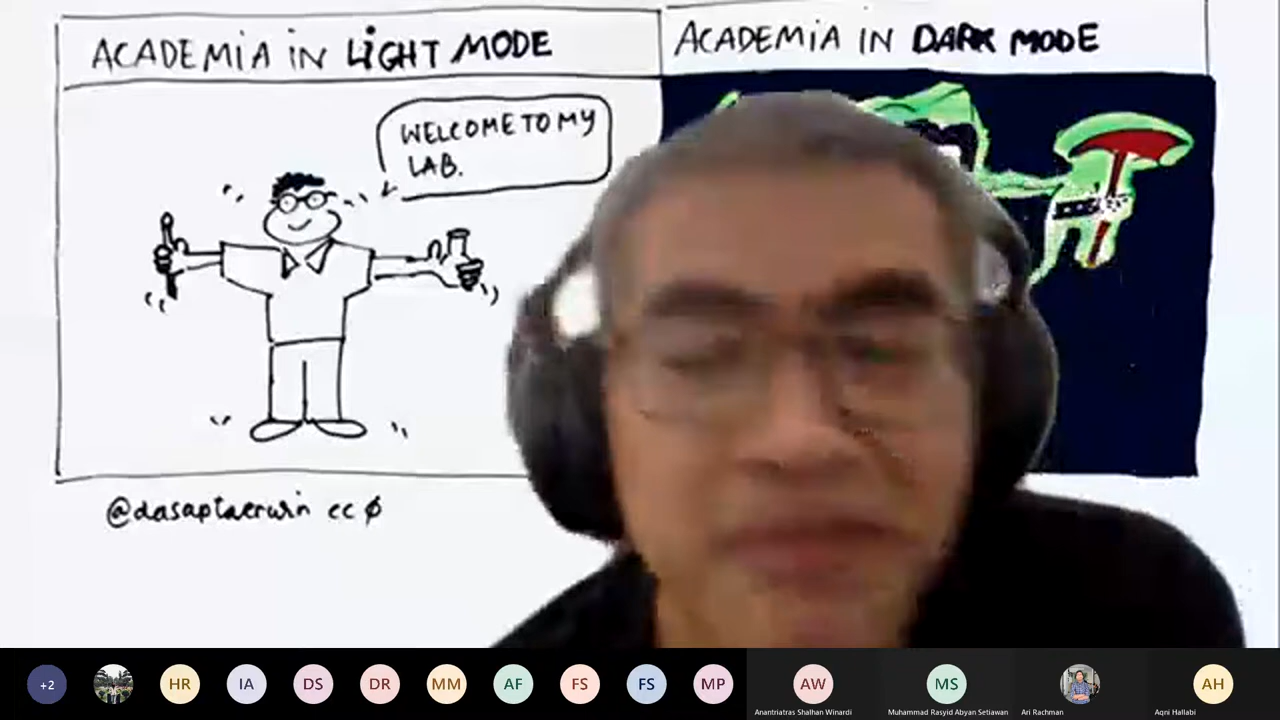 ACADEMiA iN LiGHT MODE
ACADEMiA IN DARK MODE
WELCOME TO MY
LAB.
@dasaptaerwin cc 0
+2
HR
IA
DS
DR
MM
AF
FS
FS
MP
AW
MS
AH
Anantriatras Shalhan Winardi
Muhammad Rasyid Abyan Setiawan
Ari Rachman
Aqni Hallabi